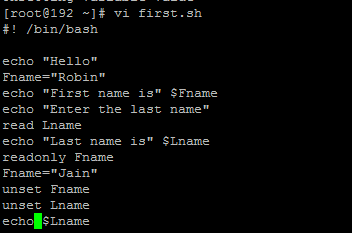 [root@192 ~]# vi first.sh
#! /bin/bash
echo "Hello"
Fname="Robin"
echo "First name is" $Fname
echo "Enter the last name"
read Lname
echo "Last name is" $Lname
readonly Fname
Fname="Jain"
unset Fname
unset Lname
echo $Lname